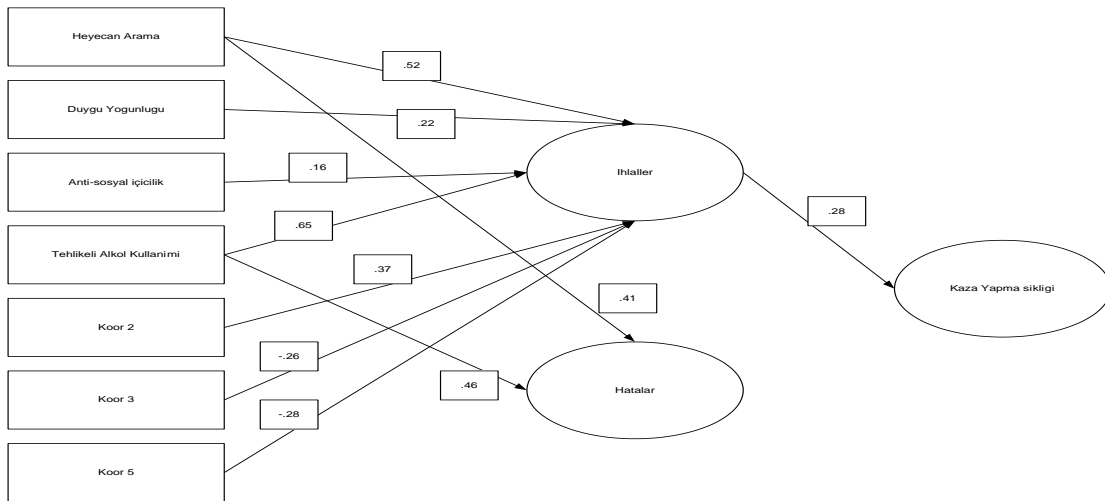 Heyecan Arama
.52
Duygu Yogunlugu
.22
Anti-sosyal içicilik
.16
Ihlaller
.65
.28
Tehlikeli Alkol Kullanimi
.37
Kaza Yapma sikligi
Koor 2
.41
-.26
Koor 3
.46
Hatalar
-.28
Koor 5